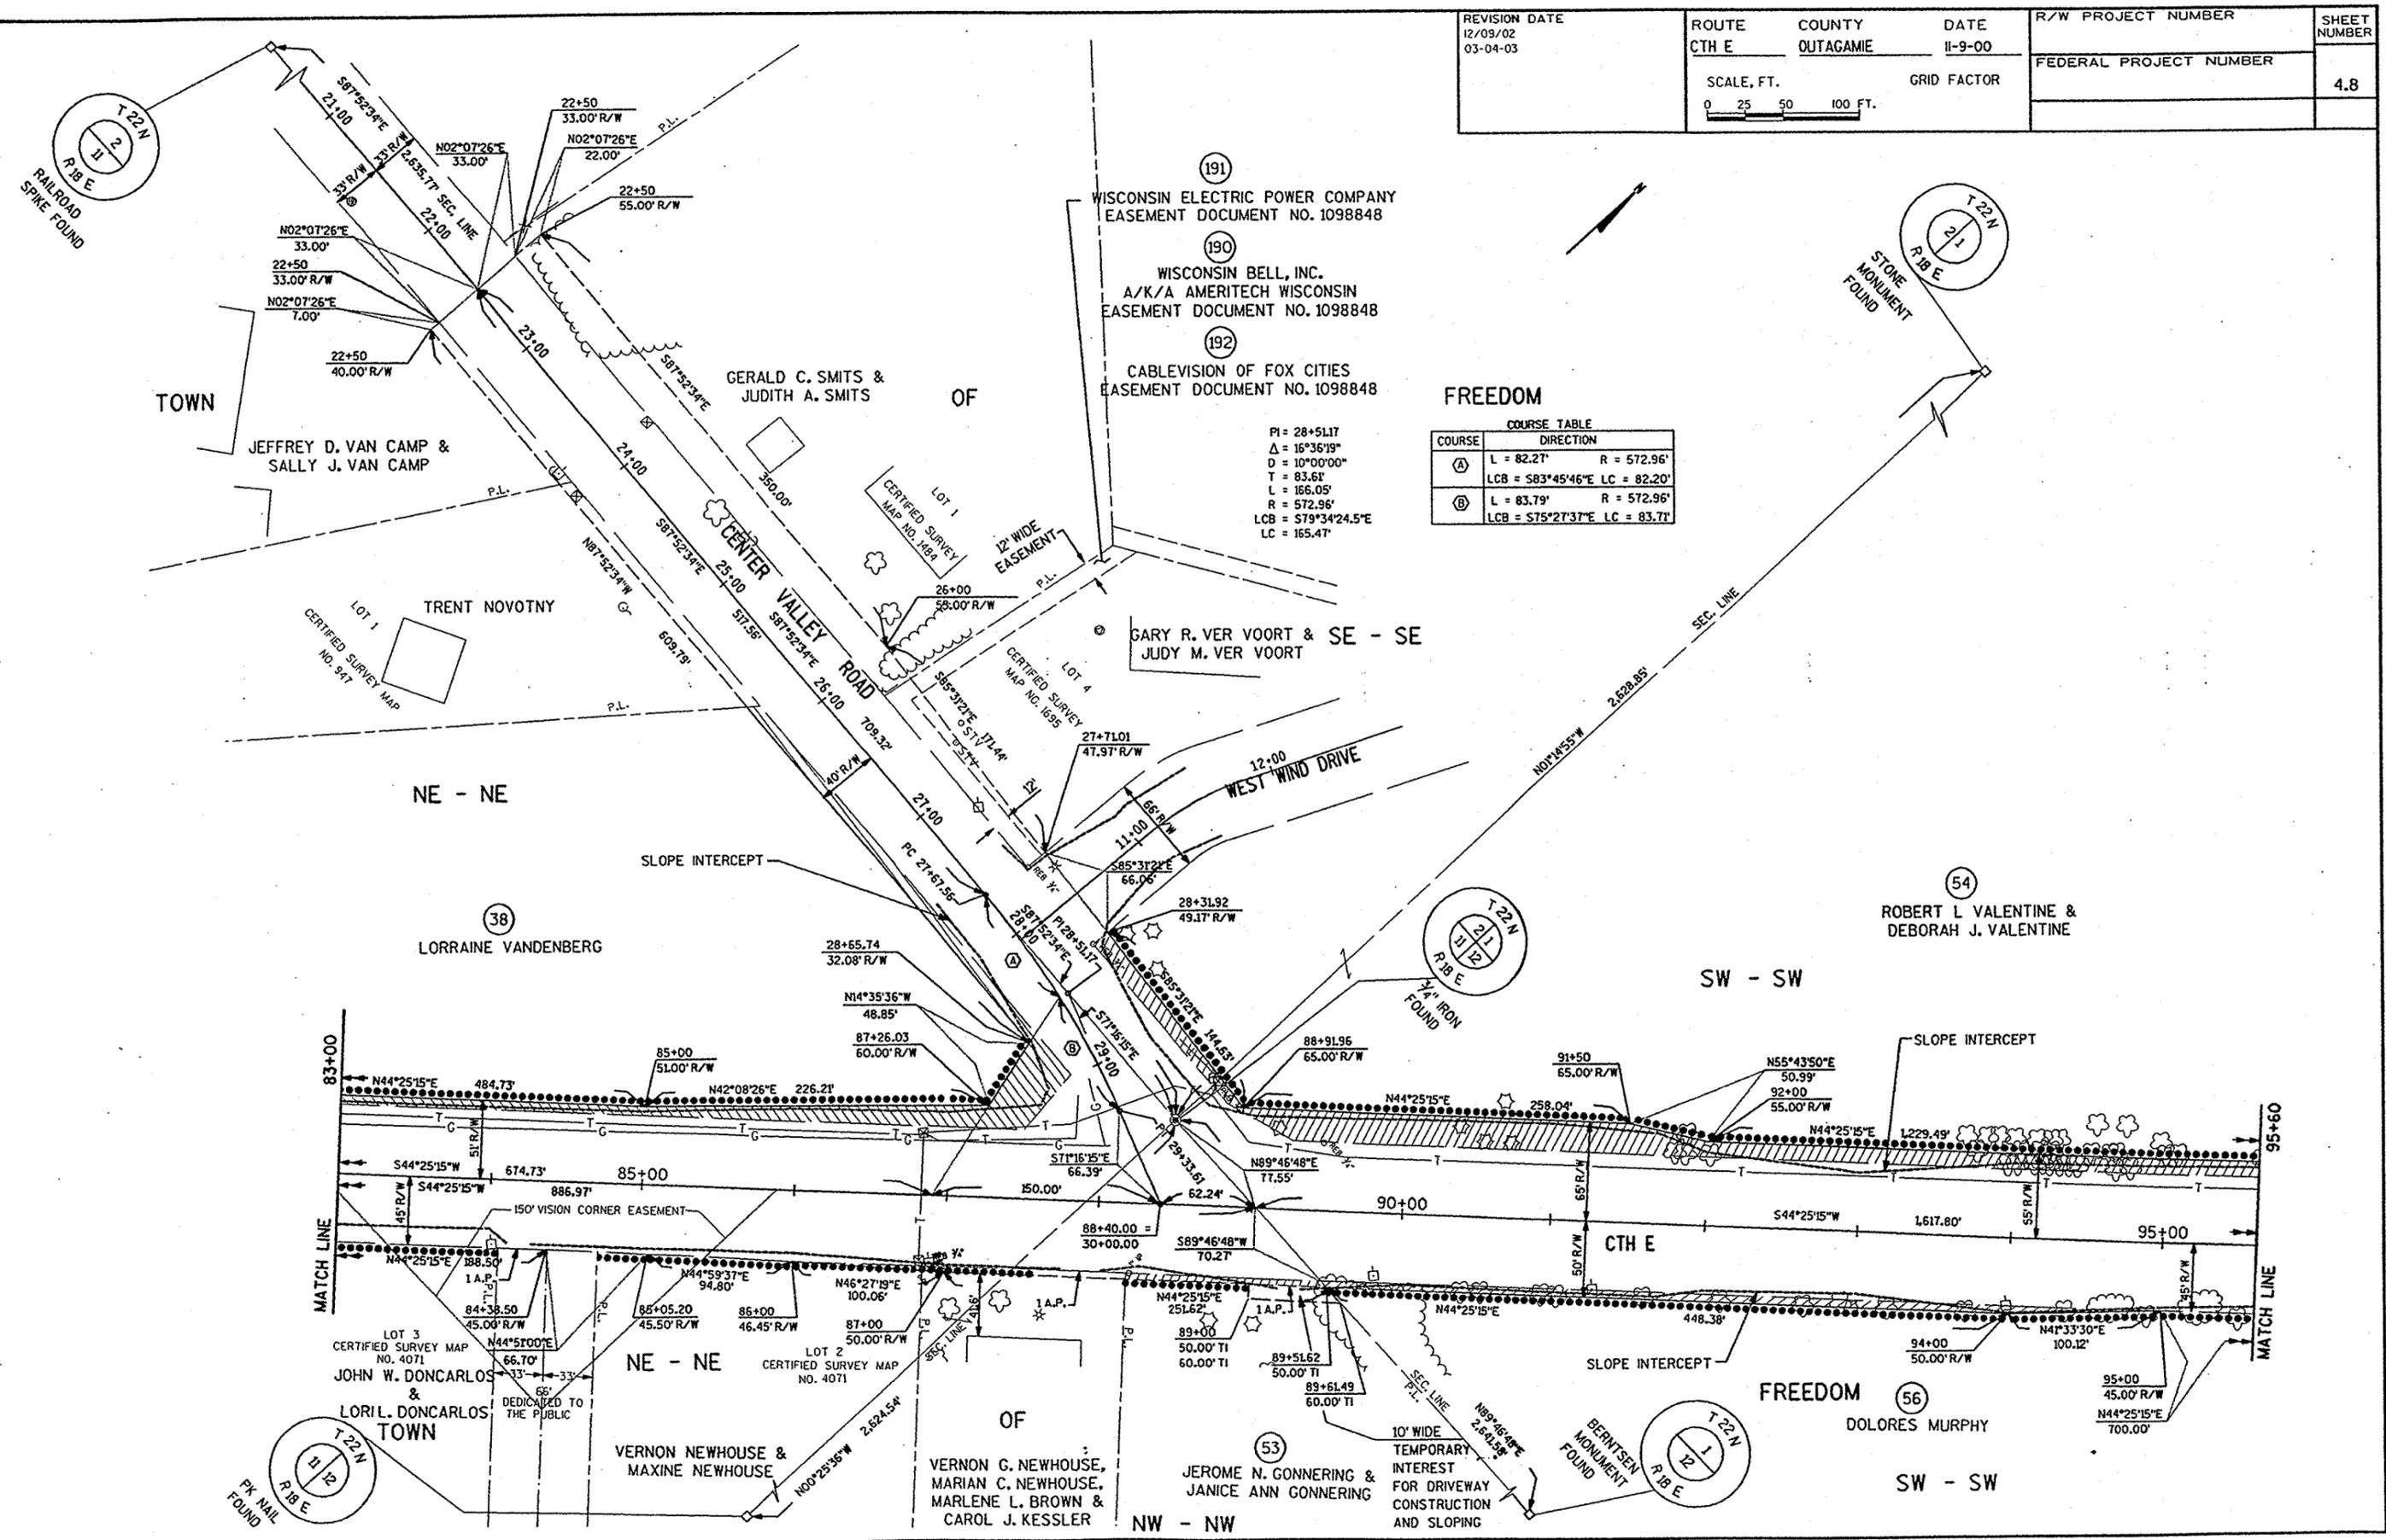 REVISION DATE
12/09/02
03-04-03
ROUTE
CTH E
COUNTY
OUTAGAMIE
DATE
11-9-00
SCALE, FT.
0 25 50 100 FT.
GRID FACTOR
R/W PROJECT NUMBER
FEDERAL PROJECT NUMBER
SHEET
NUMBER
4.8
T 22 N
2
11
R 18 E
RAILROAD
SPIKE FOUND
S87°52'34"E
21+00
33' R/W
33' R/W
2,635.77' SEC. LINE
22+00
N02°07'26"E
33.00'
22+50
33.00' R/W
N02°07'26"E
22.00'
P.L.
22+50
55.00' R/W
N02°07'26"E
33.00'
22+50
33.00' R/W
N02°07'26"E
7.00'
22+50
40.00' R/W
191
WISCONSIN ELECTRIC POWER COMPANY
EASEMENT DOCUMENT NO. 1098848
190
WISCONSIN BELL, INC.
A/K/A AMERITECH WISCONSIN
EASEMENT DOCUMENT NO. 1098848
192
CABLEVISION OF FOX CITIES
EASEMENT DOCUMENT NO. 1098848
N
T 22 N
2 1
R 18 E
STONE
MONUMENT
FOUND
TOWN
OF
FREEDOM
23+00
S87°52'34"E
350.00'
GERALD C. SMITS &
JUDITH A. SMITS
JEFFREY D. VAN CAMP &
SALLY J. VAN CAMP
P.L.
24+00
PI = 28+51.17
Δ = 16°36'19"
D = 10°00'00"
T = 83.61'
L = 166.05'
R = 572.96'
LCB = S79°34'24.5"E
LC = 165.47'
COURSE TABLE
COURSE DIRECTION
A L = 82.27' R = 572.96'
LCB = S83°45'46"E LC = 82.20'
B L = 83.79' R = 572.96'
LCB = S75°27'37"E LC = 83.71'
LOT 1
CERTIFIED SURVEY
MAP NO. 1484
12' WIDE
EASEMENT
P.L.
S87°52'34"E
25+00
517.56'
CENTER VALLEY ROAD
S87°52'34"E
N87°52'34"W
609.79'
TRENT NOVOTNY
LOT 1
CERTIFIED SURVEY MAP
NO. 947
P.L.
26+00
55.00' R/W
GARY R. VER VOORT &
JUDY M. VER VOORT
SE - SE
LOT 4
CERTIFIED SURVEY
MAP NO. 1695
SEC. LINE
2,628.85'
N01°14'55"W
26+00
709.32'
S85°31'21"E
171.44'
STV
STV
27+71.01
47.97' R/W
12'
12+00
WEST WIND DRIVE
66' R/W
11+00
S85°31'21"E
66.06'
REB ¾"
40' R/W
27+00
NE - NE
SLOPE INTERCEPT
PC 27+67.56
S87°52'34"E
28+00
PI 28+51.17
28+31.92
49.17' R/W
38
LORRAINE VANDENBERG
28+65.74
32.08' R/W
N14°35'36"W
48.85'
87+26.03
60.00' R/W
A
B
S71°16'15"E
29+00
S85°31'21"E
144.63'
T 22 N
2 1
11 12
R 18 E
¾" IRON
FOUND
54
ROBERT L VALENTINE &
DEBORAH J. VALENTINE
SW - SW
88+91.96
65.00' R/W
91+50
65.00' R/W
N55°43'50"E
50.99'
92+00
55.00' R/W
SLOPE INTERCEPT
83+00
N44°25'15"E 484.73'
85+00
51.00' R/W
N42°08'26"E 226.21'
N44°25'15"E 258.04'
N44°25'15"E 1,229.49'
95+60
T G T G T G T G T
51' R/W
S44°25'15"W 674.73'
S44°25'15"W 886.97'
85+00
150.00'
S71°16'15"E
66.39'
29+33.61
62.24'
N89°46'48"E
77.55'
REB ¾"
90+00
65' R/W
S44°25'15"W
1,617.80'
55' R/W
95+00
MATCH LINE
45' R/W
150' VISION CORNER EASEMENT
88+40.00 =
30+00.00
S89°46'48"W
70.27'
50' R/W
CTH E
45' R/W
MATCH LINE
N44°25'15"E
188.50'
1 A.P.
P.L.
84+38.50
45.00' R/W
N44°51'00"E
66.70'
P.L.
N44°59'37"E
94.80'
85+05.20
45.50' R/W
86+00
46.45' R/W
N46°27'19"E
100.06'
87+00
50.00' R/W
SEC. LINE
1 A.P.
N44°25'15"E
251.62'
1 A.P.
89+00
50.00' TI
60.00' TI
89+51.62
50.00' TI
89+61.49
60.00' TI
N44°25'15"E
448.38'
SLOPE INTERCEPT
94+00
50.00' R/W
N41°33'30"E
100.12'
95+00
45.00' R/W
N44°25'15"E
700.00'
LOT 3
CERTIFIED SURVEY MAP
NO. 4071
JOHN W. DONCARLOS
&
LORI L. DONCARLOS
33' 33'
66'
DEDICATED TO
THE PUBLIC
NE - NE
LOT 2
CERTIFIED SURVEY MAP
NO. 4071
P.L.
P.L.
TOWN
OF
FREEDOM
VERNON NEWHOUSE &
MAXINE NEWHOUSE
N00°25'36"W 2,624.54'
VERNON G. NEWHOUSE,
MARIAN C. NEWHOUSE,
MARLENE L. BROWN &
CAROL J. KESSLER
NW - NW
53
JEROME N. GONNERING &
JANICE ANN GONNERING
10' WIDE
TEMPORARY
INTEREST
FOR DRIVEWAY
CONSTRUCTION
AND SLOPING
SEC. LINE
P.L.
N89°46'48"E
BERNTSEN
MONUMENT
FOUND
T 22 N
1
12
R 18 E
56
DOLORES MURPHY
SW - SW
T 22 N
11 12
R 18 E
PK NAIL
FOUND